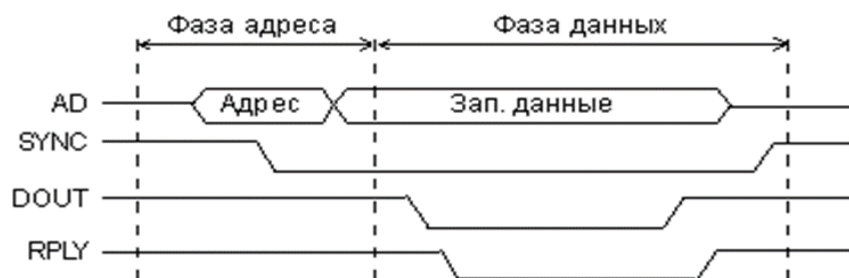 Фаза адреса Фаза данных
AD Адрес Зап. данные
SYNC
DOUT
RPLY